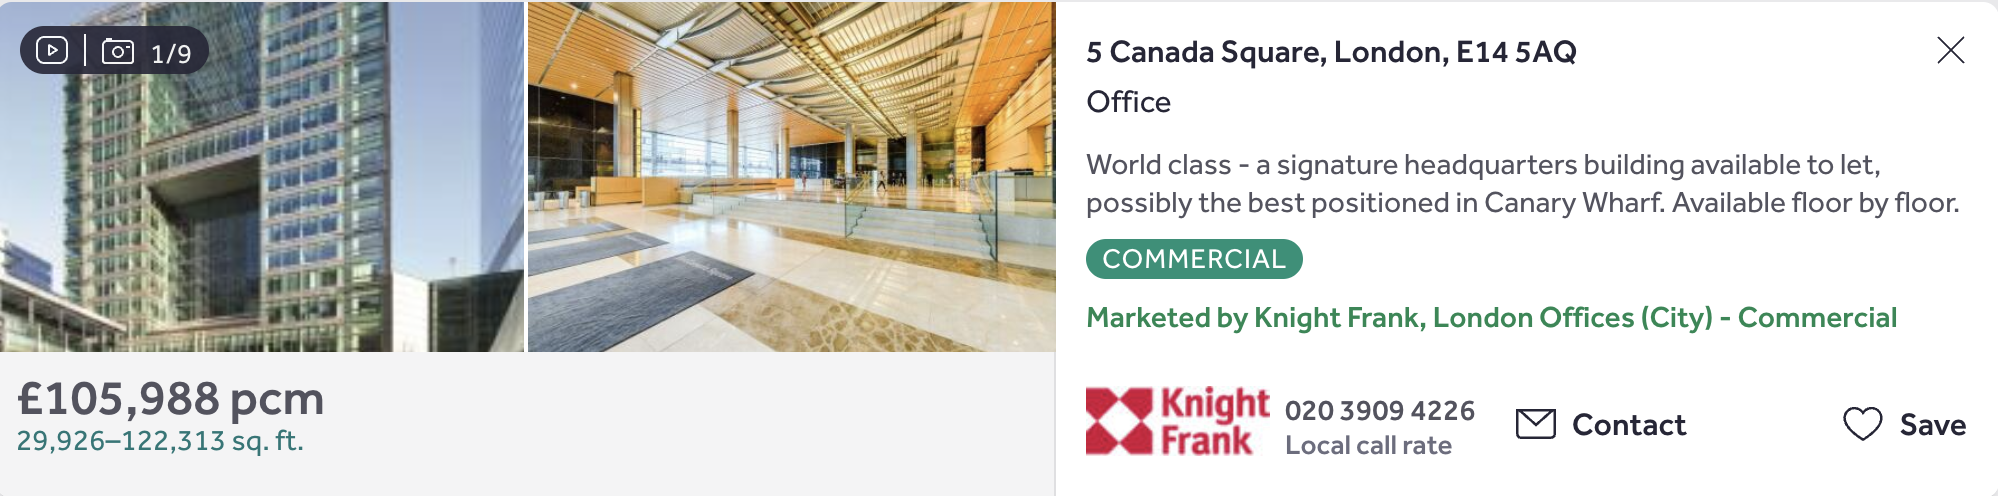 1/9
5 Canada Square, London, E14 5AQ
Office
World class - a signature headquarters building available to let,
possibly the best positioned in Canary Wharf. Available floor by floor.
COMMERCIAL
Marketed by Knight Frank, London Offices (City) - Commercial
£105,988 pcm
29,926–122,313 sq. ft.
Knight
Frank
020 3909 4226
Local call rate
Contact
Save